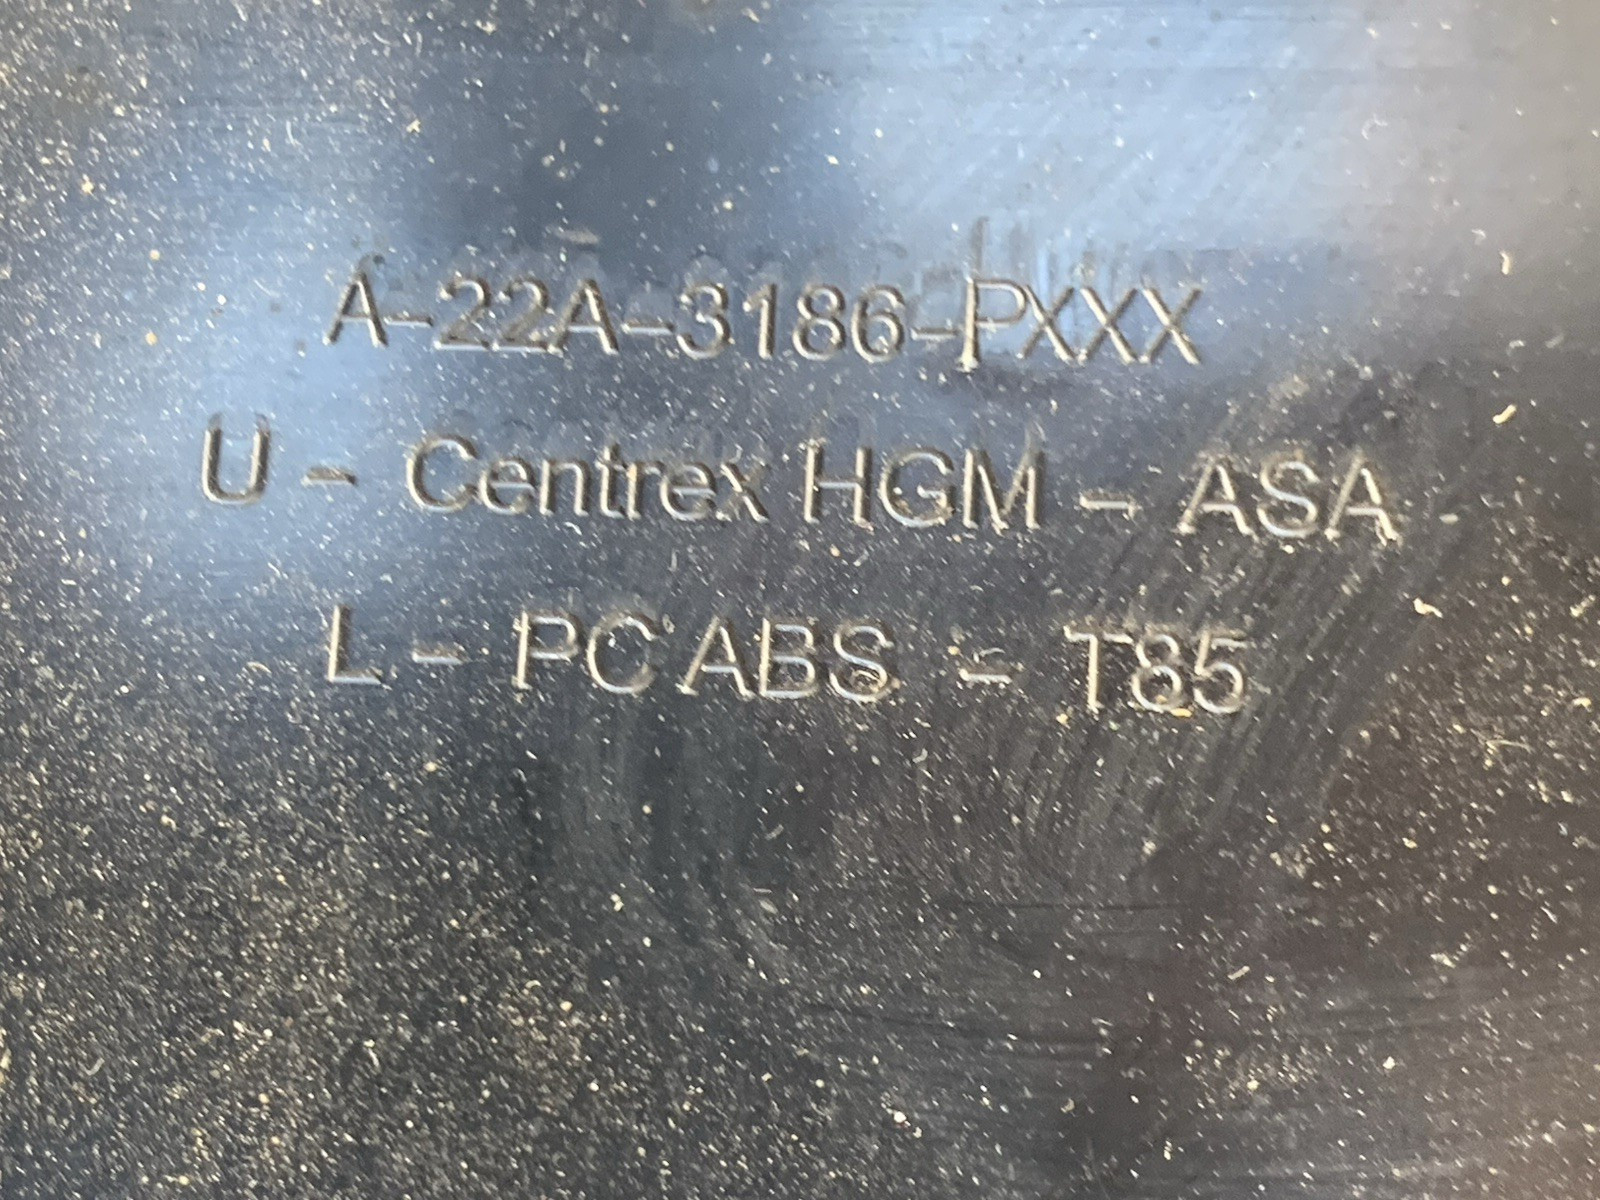 A-22A-3186-PXXX
U - Centrex HGM - ASA
L - PC ABS - T85